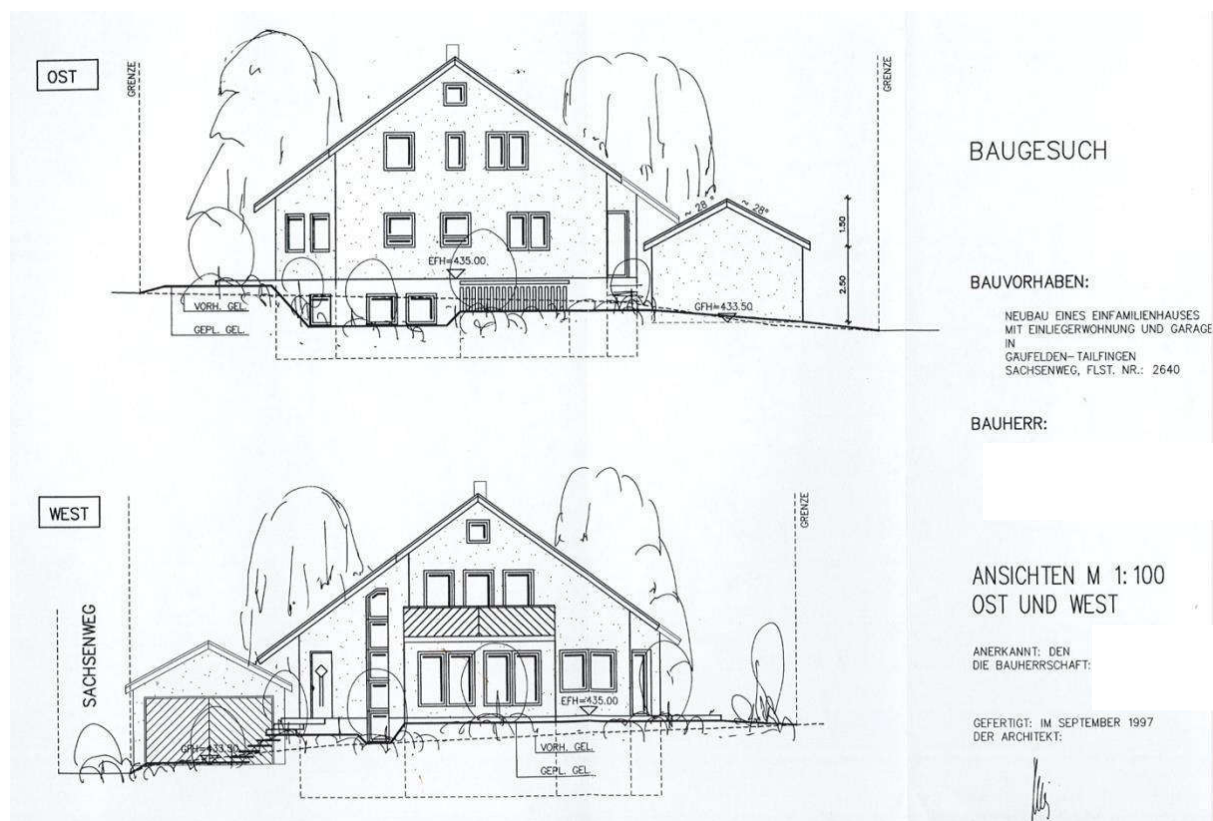 OST
GRENZE
GRENZE
~ 28°
~ 28°
1.50
2.50
EFH=435.00
GFH=433.50
VORH. GEL.
GEPL. GEL.
WEST
SACHSENWEG
GRENZE
EFH=435.00
GFH=433.50
VORH. GEL.
GEPL. GEL.
BAUGESUCH
BAUVORHABEN:
NEUBAU EINES EINFAMILIENHAUSES
MIT EINLIEGERWOHNUNG UND GARAGE
IN
GÄUFELDEN-TAILFINGEN
SACHSENWEG, FLST. NR.: 2640
BAUHERR:
ANSICHTEN M 1:100
OST UND WEST
ANERKANNT: DEN
DIE BAUHERRSCHAFT:
GEFERTIGT: IM SEPTEMBER 1997
DER ARCHITEKT: